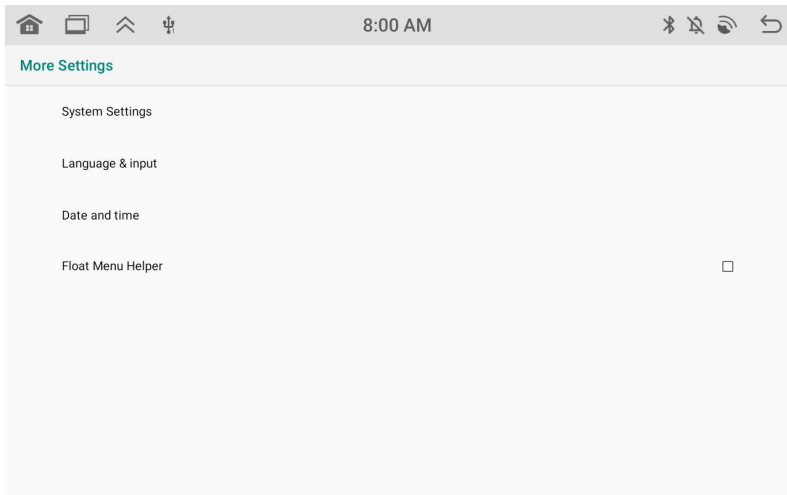 8:00 AM
More Settings
System Settings
Language & input
Date and time
Float Menu Helper